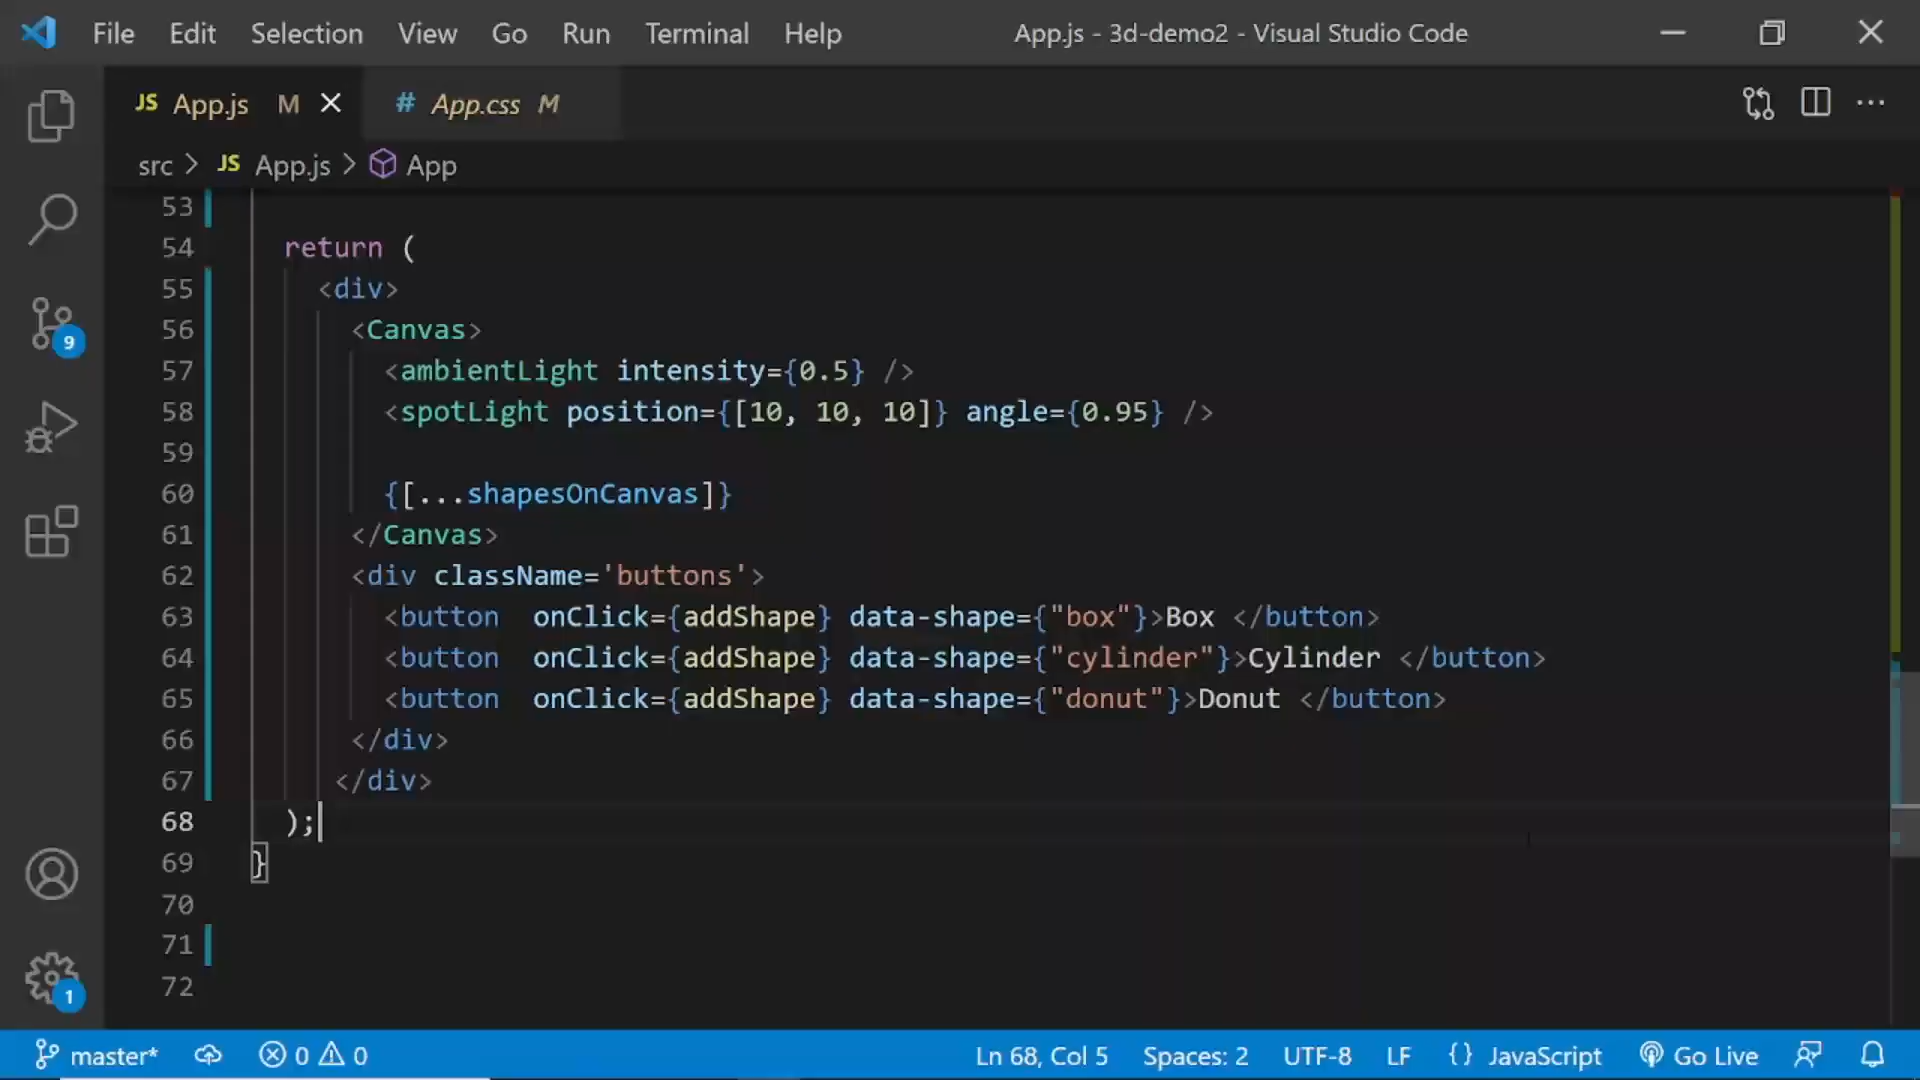 File Edit Selection View Go Run Terminal Help App.js - 3d-demo2 - Visual Studio Code
JS App.js M # App.css M
src > JS App.js > App
53
54 return (
55 <div>
56 <Canvas>
57 <ambientLight intensity={0.5} />
58 <spotLight position={[10, 10, 10]} angle={0.95} />
59
60 {[...shapesOnCanvas]}
61 </Canvas>
62 <div className='buttons'>
63 <button  onClick={addShape} data-shape={"box"}>Box </button>
64 <button  onClick={addShape} data-shape={"cylinder"}>Cylinder </button>
65 <button  onClick={addShape} data-shape={"donut"}>Donut </button>
66 </div>
67 </div>
68 );
69 }
70
71
72
9
1
master* 0 0 Ln 68, Col 5 Spaces: 2 UTF-8 LF {} JavaScript Go Live